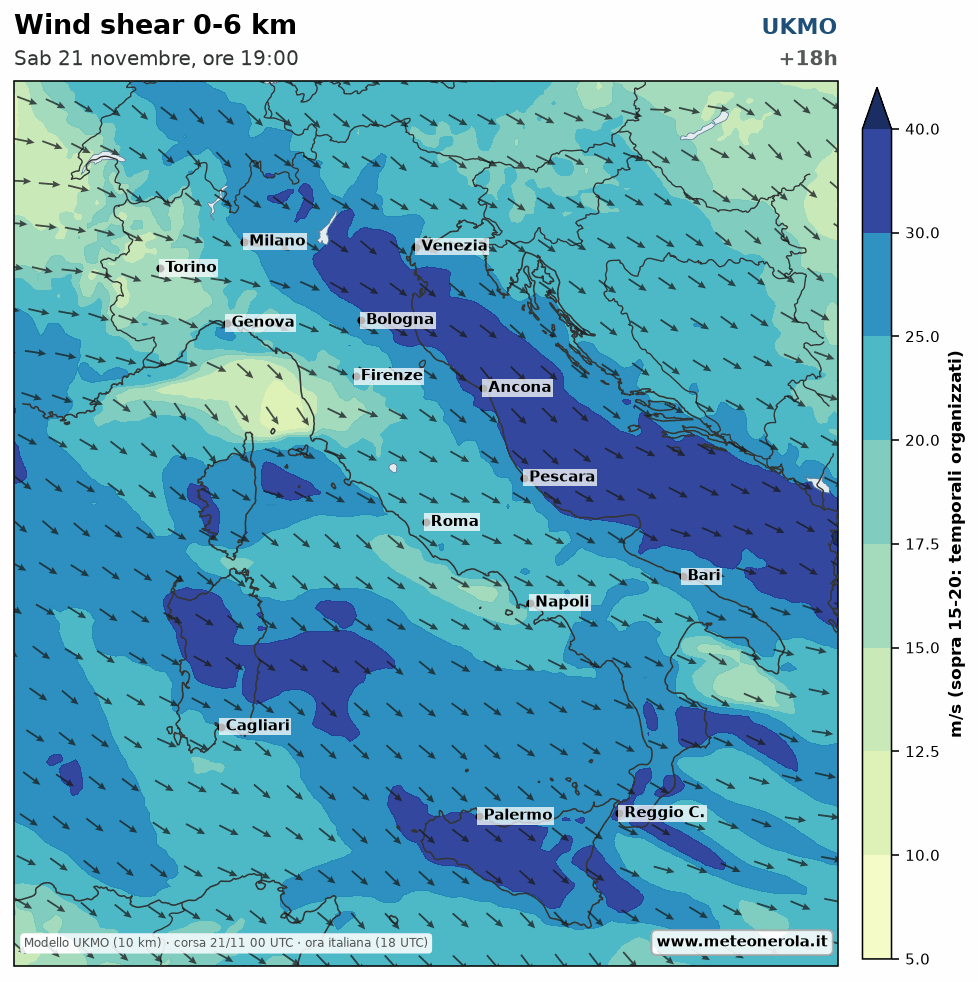 Wind shear 0-6 km
UKMO
Sab 21 novembre, ore 19:00
+18h
Milano
Venezia
Torino
Genova
Bologna
Firenze
Ancona
Pescara
Roma
Bari
Napoli
Cagliari
Palermo
Reggio C.
40.0
30.0
25.0
20.0
17.5
15.0
12.5
10.0
5.0
m/s (sopra 15-20: temporali organizzati)
Modello UKMO (10 km) · corsa 21/11 00 UTC · ora italiana (18 UTC)
www.meteonerola.it